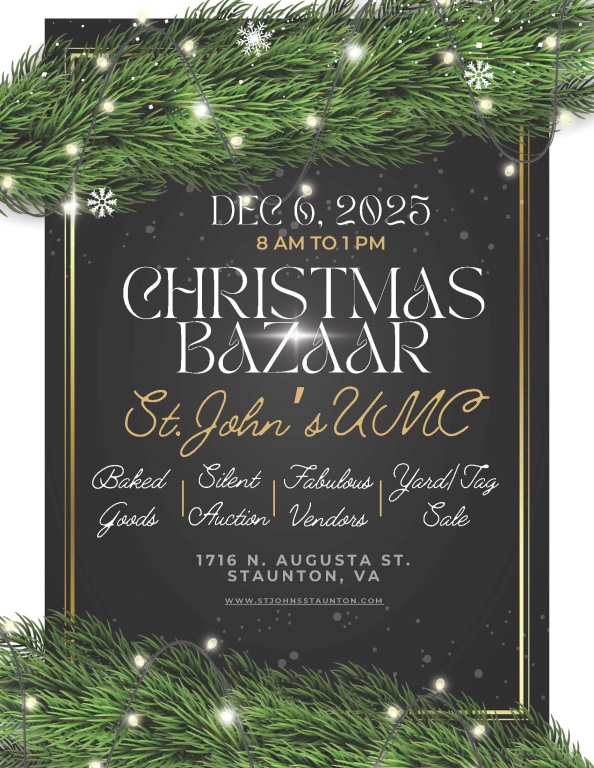 DEC 6, 2025
8 AM TO 1 PM
CHRISTMAS
BAZAAR
St. John's UMC
Baked Goods | Silent Auction | Fabulous Vendors | Yard/Tag Sale
1716 N. AUGUSTA ST.
STAUNTON, VA
WWW.STJOHNSSTAUNTON.COM